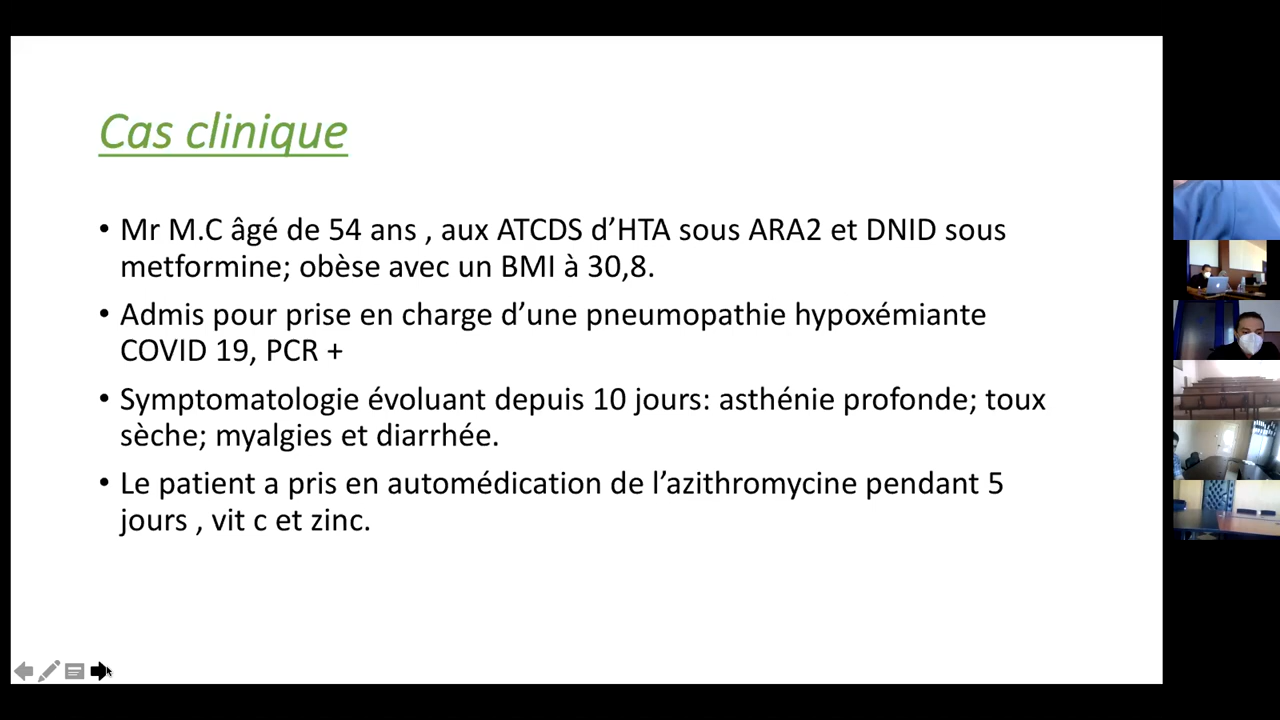 Cas clinique
• Mr M.C âgé de 54 ans , aux ATCDS d’HTA sous ARA2 et DNID sous
metformine; obèse avec un BMI à 30,8.
• Admis pour prise en charge d’une pneumopathie hypoxémiante
COVID 19, PCR +
• Symptomatologie évoluant depuis 10 jours: asthénie profonde; toux
sèche; myalgies et diarrhée.
• Le patient a pris en automédication de l’azithromycine pendant 5
jours , vit c et zinc.